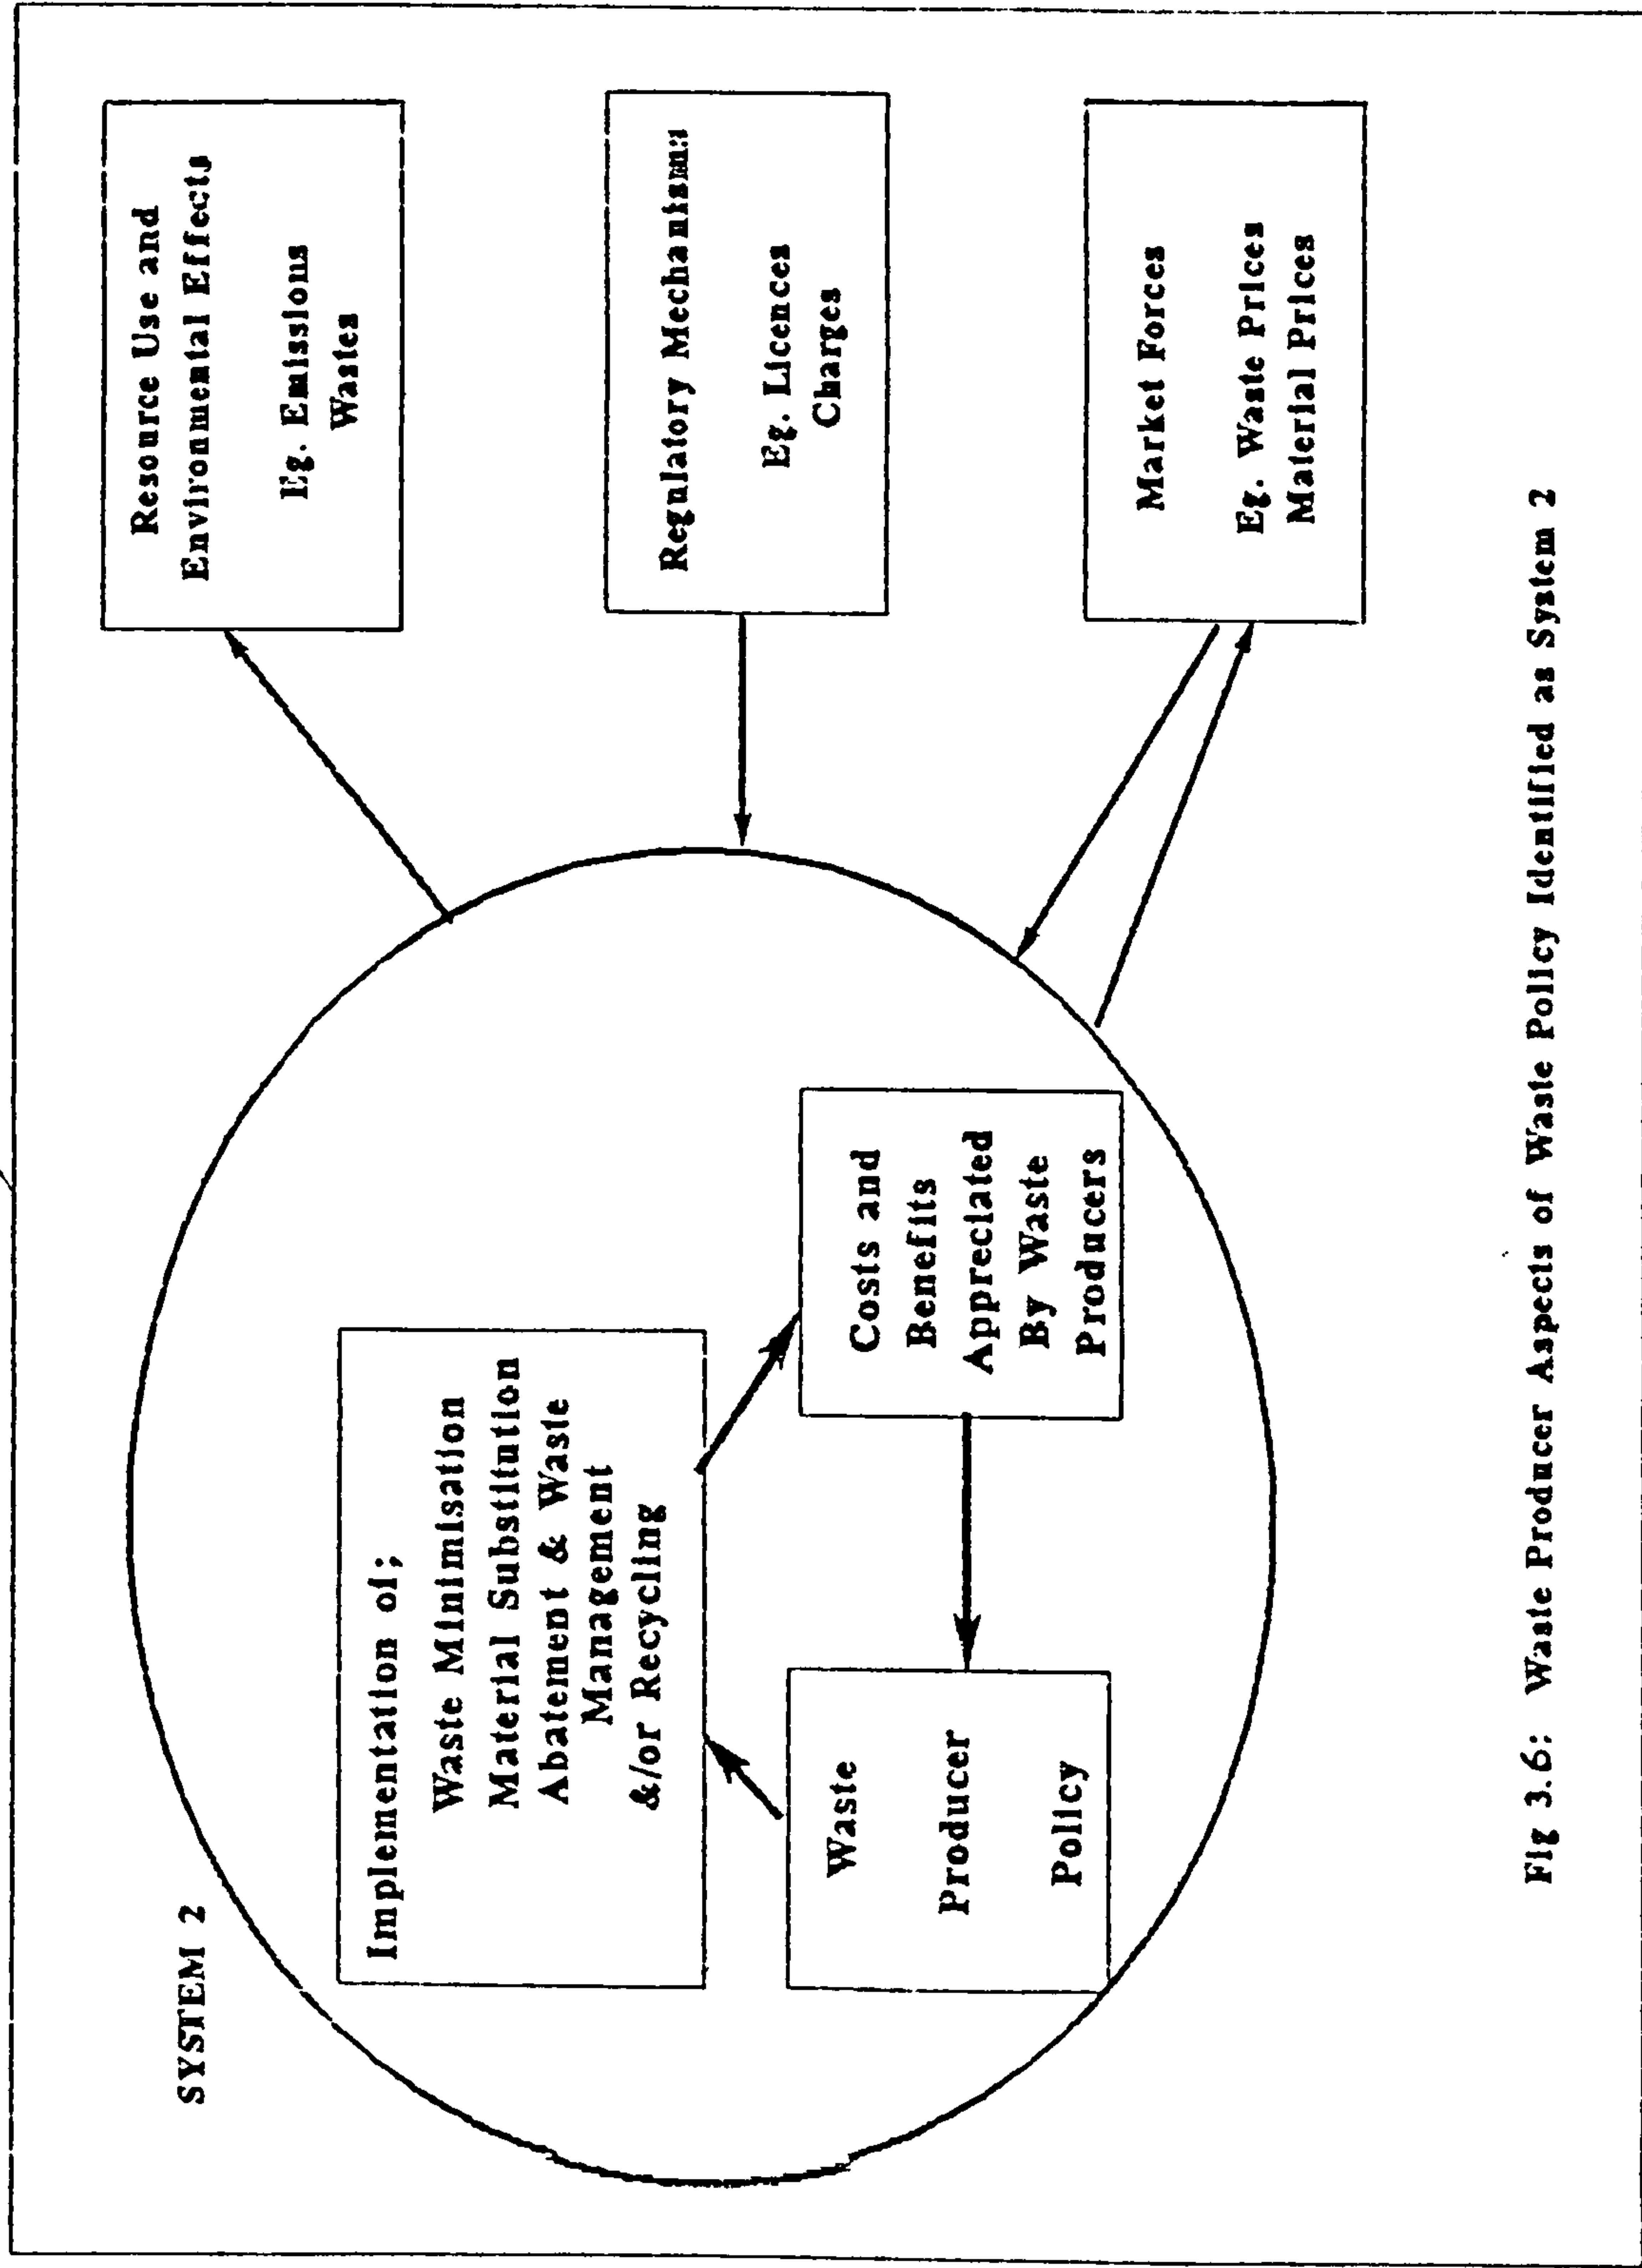 SYSTEM 2
Implementation of;
Waste Minimisation
Material Substitution
Abatement & Waste
Management
&/or Recycling
Waste
Producer
Policy
Costs and
Benefits
Appreciated
By Waste
Producers
Resource Use and
Environmental Effects
Eg. Emissions
Wastes
Regulatory Mechanisms
Eg. Licences
Charges
Market Forces
Eg. Waste Prices
Material Prices
Fig 3.6: Waste Producer Aspects of Waste Policy Identified as System 2